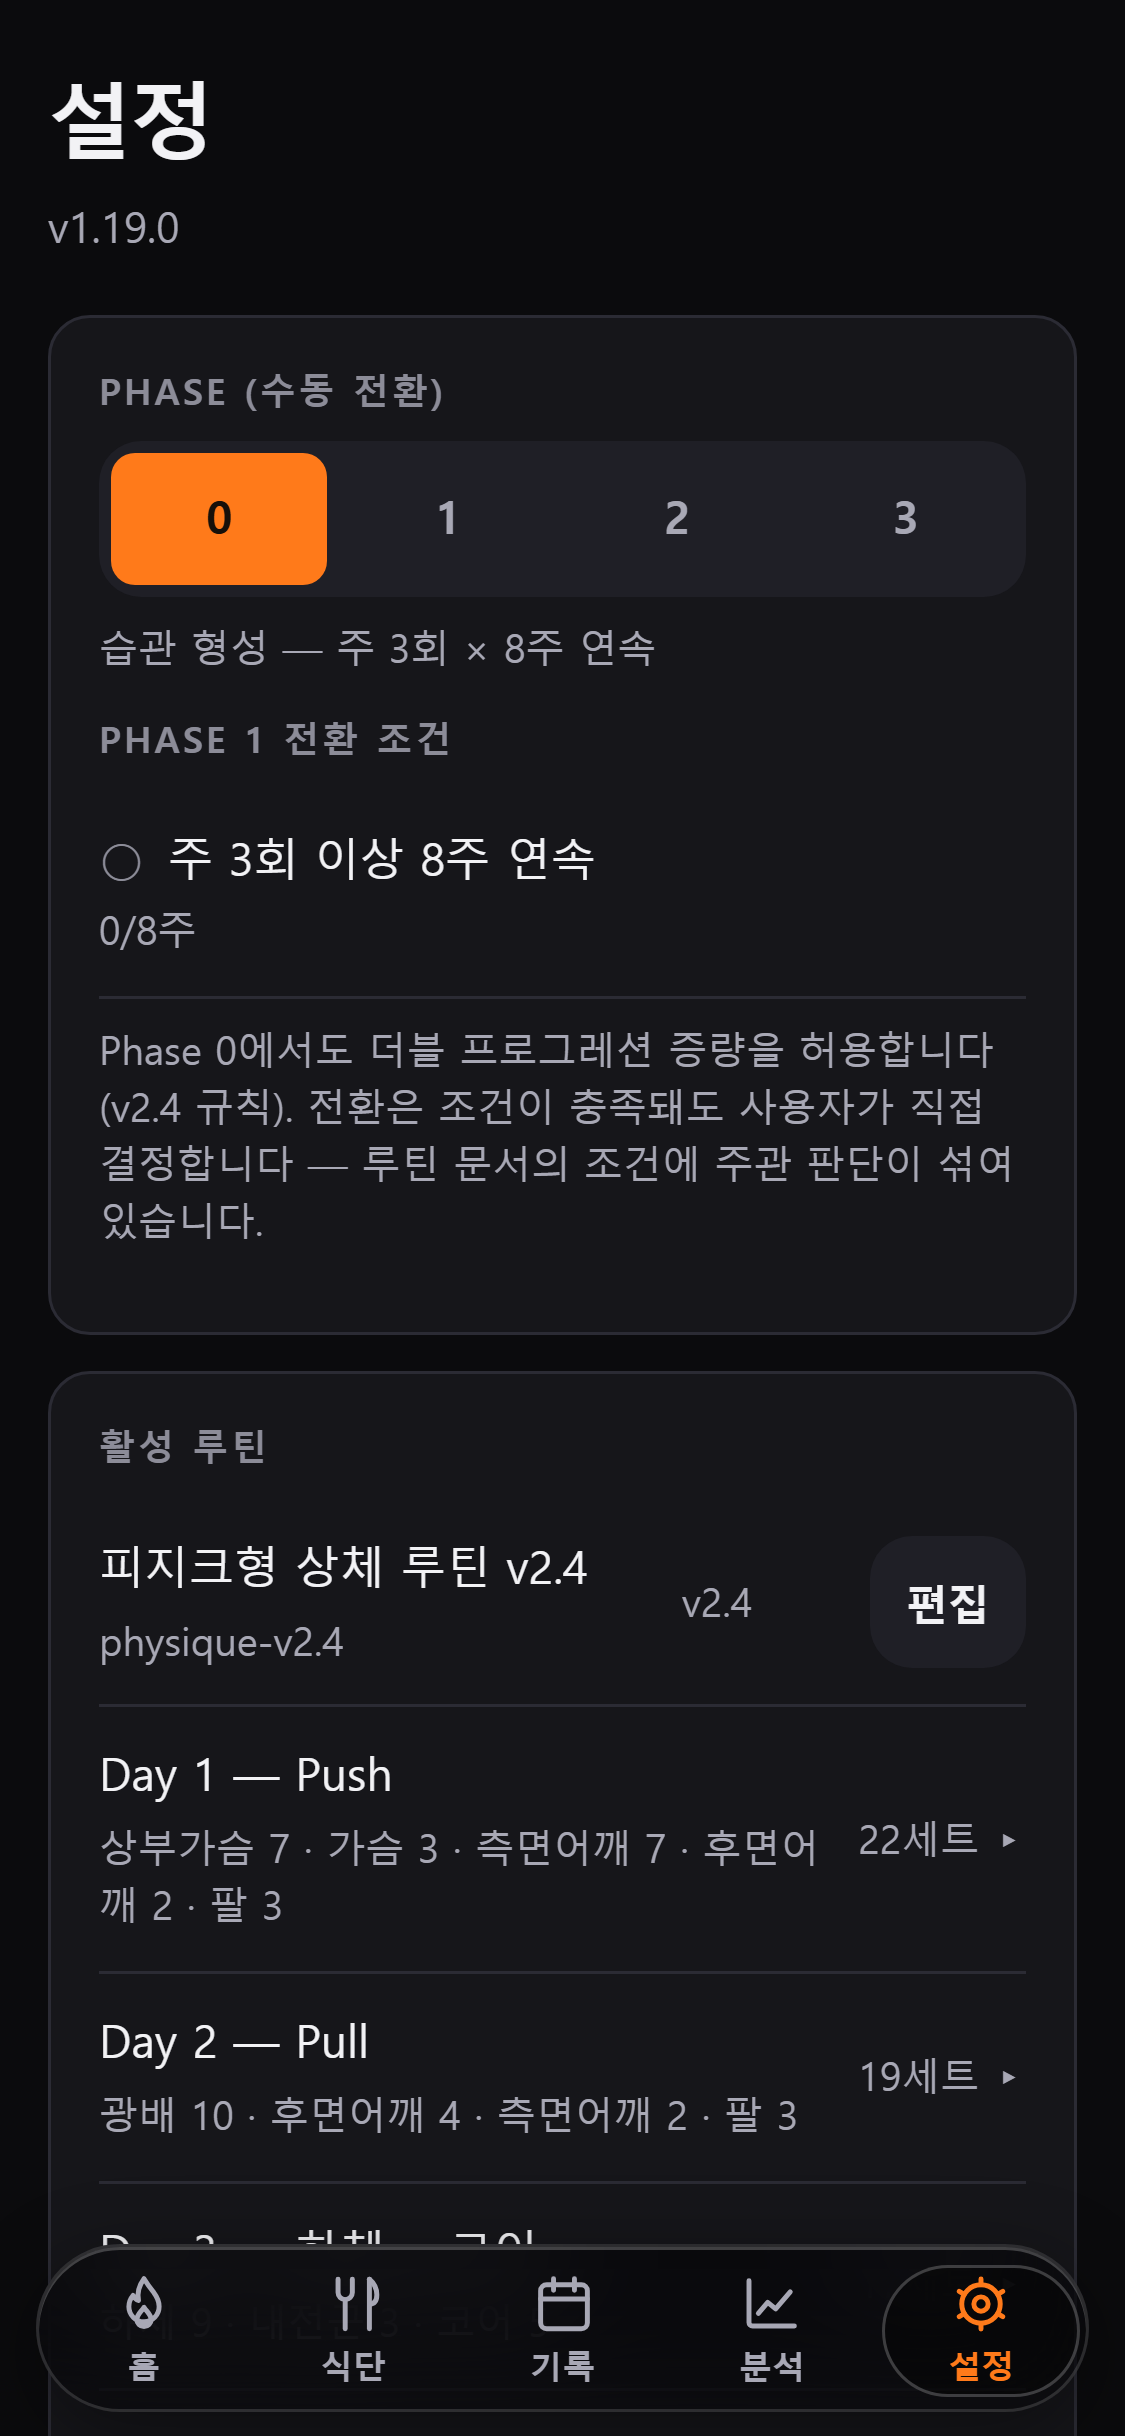 설정
v1.19.0
PHASE (수동 전환)
0 1 2 3
습관 형성 — 주 3회 × 8주 연속
PHASE 1 전환 조건
주 3회 이상 8주 연속
0/8주
Phase 0에서도 더블 프로그레션 증량을 허용합니다
(v2.4 규칙). 전환은 조건이 충족돼도 사용자가 직접
결정합니다 — 루틴 문서의 조건에 주관 판단이 섞여
있습니다.
활성 루틴
피지크형 상체 루틴 v2.4
physique-v2.4
v2.4
편집
Day 1 — Push
상부가슴 7 · 가슴 3 · 측면어깨 7 · 후면어
깨 2 · 팔 3
22세트 ▸
Day 2 — Pull
광배 10 · 후면어깨 4 · 측면어깨 2 · 팔 3
19세트 ▸
홈 식단 기록 분석 설정